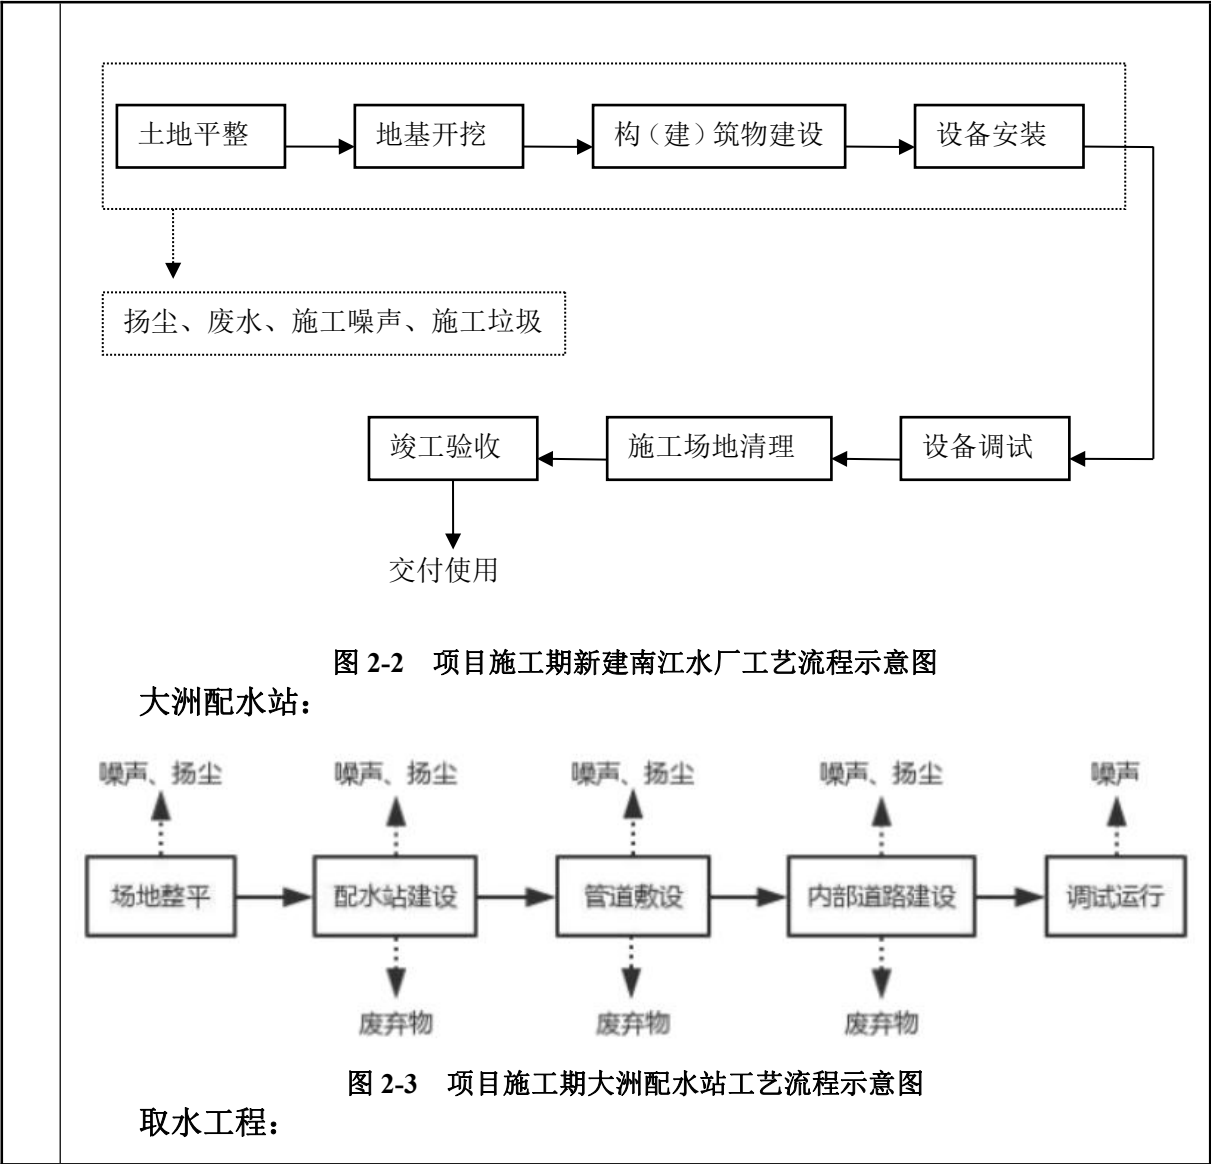 土地平整 地基开挖 构（建）筑物建设 设备安装
扬尘、废水、施工噪声、施工垃圾
竣工验收 施工场地清理 设备调试
交付使用
图 2-2 项目施工期新建南江水厂工艺流程示意图
大洲配水站：
噪声、扬尘 噪声、扬尘 噪声、扬尘 噪声、扬尘 噪声
场地整平 配水站建设 管道敷设 内部道路建设 调试运行
废弃物 废弃物 废弃物
图 2-3 项目施工期大洲配水站工艺流程示意图
取水工程：